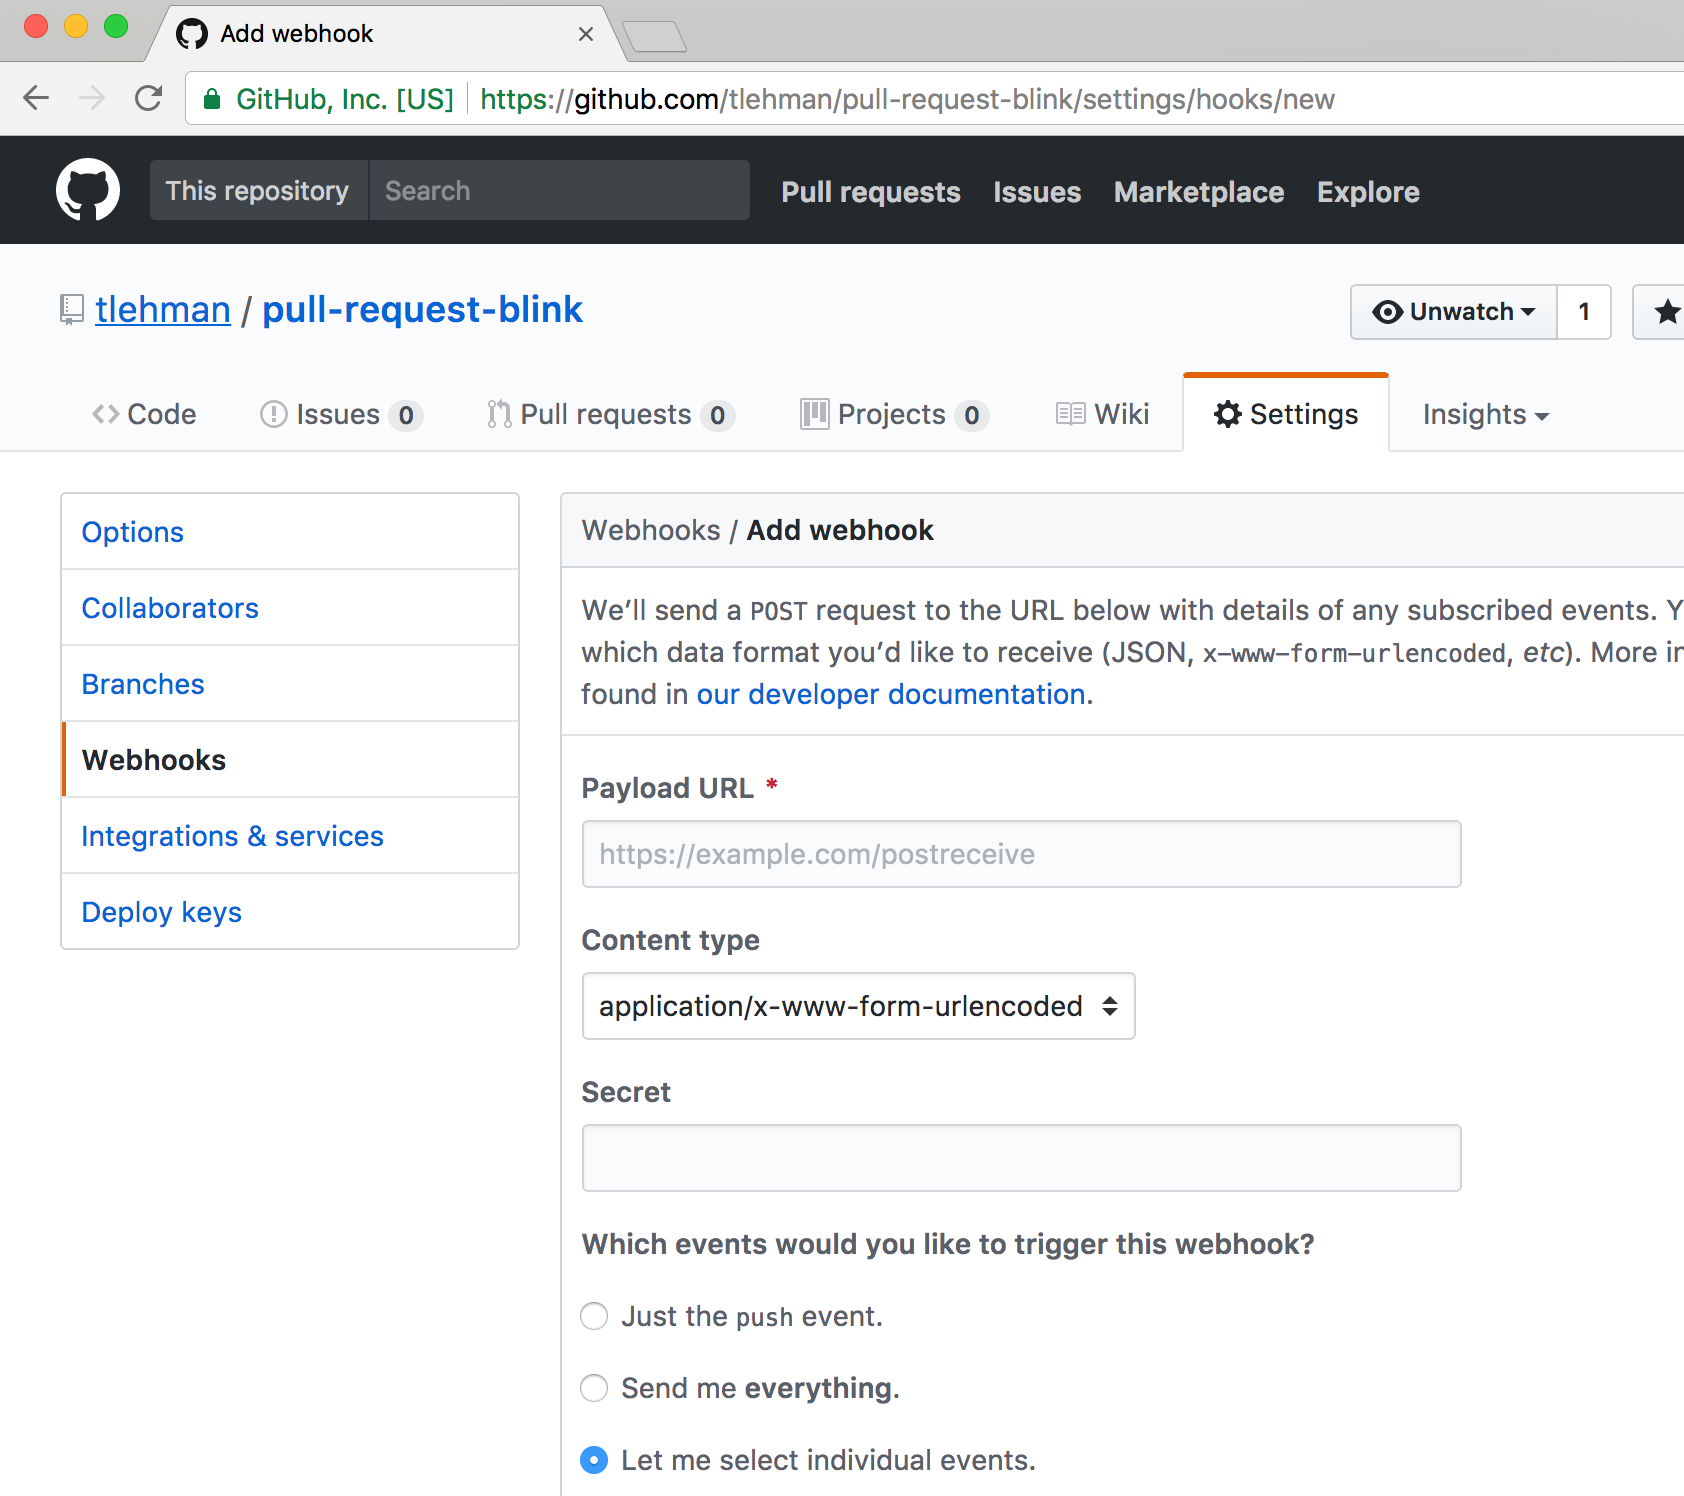 Add webhook
GitHub, Inc. [US] https://github.com/tlehman/pull-request-blink/settings/hooks/new
This repository Search Pull requests Issues Marketplace Explore
tlehman / pull-request-blink Unwatch 1
Code Issues 0 Pull requests 0 Projects 0 Wiki Settings Insights
Options
Collaborators
Branches
Webhooks
Integrations & services
Deploy keys
Webhooks / Add webhook
We’ll send a POST request to the URL below with details of any subscribed events. Y
which data format you’d like to receive (JSON, x-www-form-urlencoded, etc). More in
found in our developer documentation.
Payload URL *
https://example.com/postreceive
Content type
application/x-www-form-urlencoded
Secret
Which events would you like to trigger this webhook?
Just the push event.
Send me everything.
Let me select individual events.